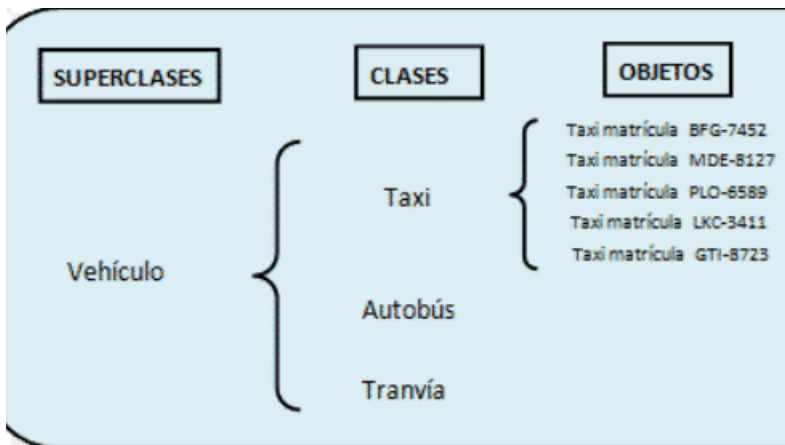 SUPERCLASES
CLASES
OBJETOS
Taxi matrícula BFG-7452
Taxi matrícula MDE-8127
Taxi matrícula PLO-6589
Taxi matrícula LKC-3411
Taxi matrícula GTI-8723
Taxi
Vehículo
Autobús
Tranvía